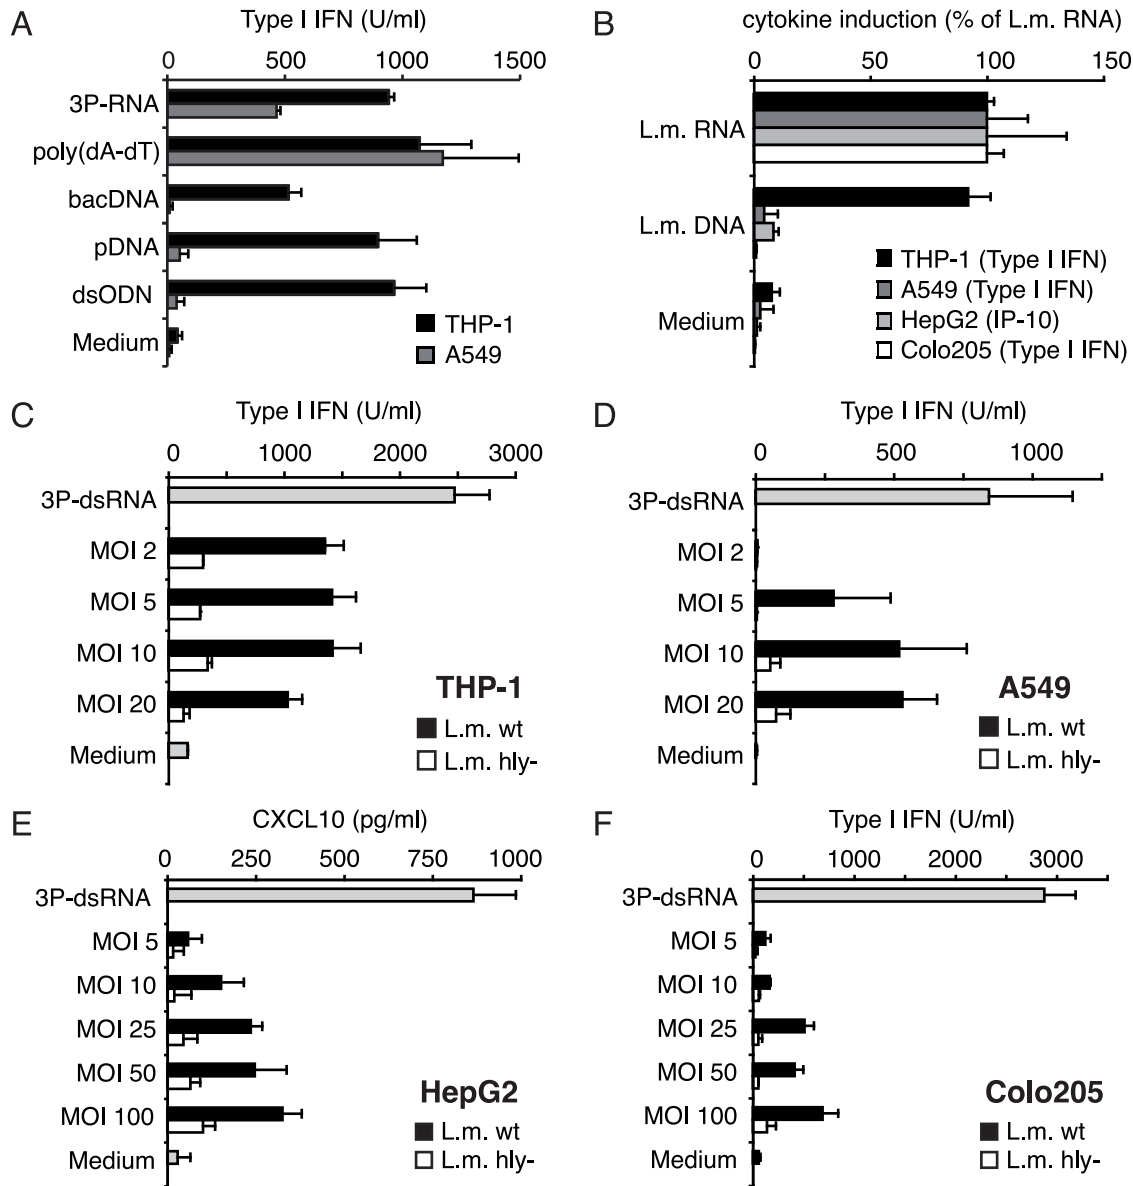 A
Type I IFN (U/ml)
0 500 1000 1500
3P-RNA
poly(dA-dT)
bacDNA
pDNA
dsODN
Medium
THP-1
A549
B
cytokine induction (% of L.m. RNA)
0 50 100 150
L.m. RNA
L.m. DNA
Medium
THP-1 (Type I IFN)
A549 (Type I IFN)
HepG2 (IP-10)
Colo205 (Type I IFN)
C
Type I IFN (U/ml)
0 1000 2000 3000
3P-dsRNA
MOI 2
MOI 5
MOI 10
MOI 20
Medium
THP-1
L.m. wt
L.m. hly-
D
Type I IFN (U/ml)
0 500 1000
3P-dsRNA
MOI 2
MOI 5
MOI 10
MOI 20
Medium
A549
L.m. wt
L.m. hly-
E
CXCL10 (pg/ml)
0 250 500 750 1000
3P-dsRNA
MOI 5
MOI 10
MOI 25
MOI 50
MOI 100
Medium
HepG2
L.m. wt
L.m. hly-
F
Type I IFN (U/ml)
0 1000 2000 3000
3P-dsRNA
MOI 5
MOI 10
MOI 25
MOI 50
MOI 100
Medium
Colo205
L.m. wt
L.m. hly-